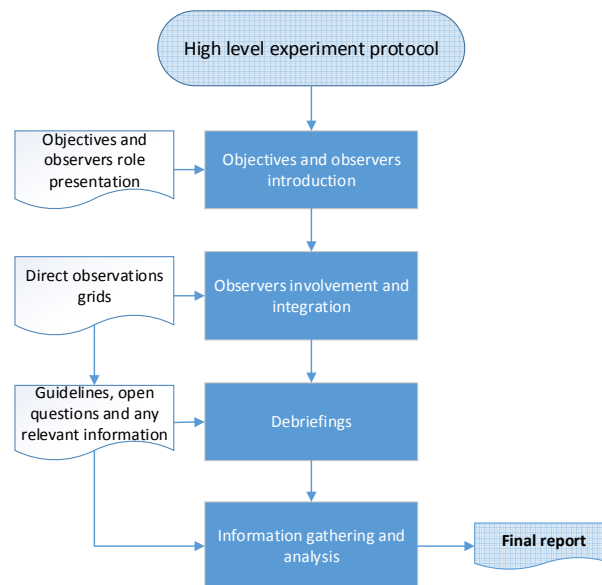 High level experiment protocol
Objectives and
observers role
presentation
Objectives and observers
introduction
Direct observations
grids
Observers involvement and
integration
Guidelines, open
questions and any
relevant information
Debriefings
Information gathering and
analysis
Final report